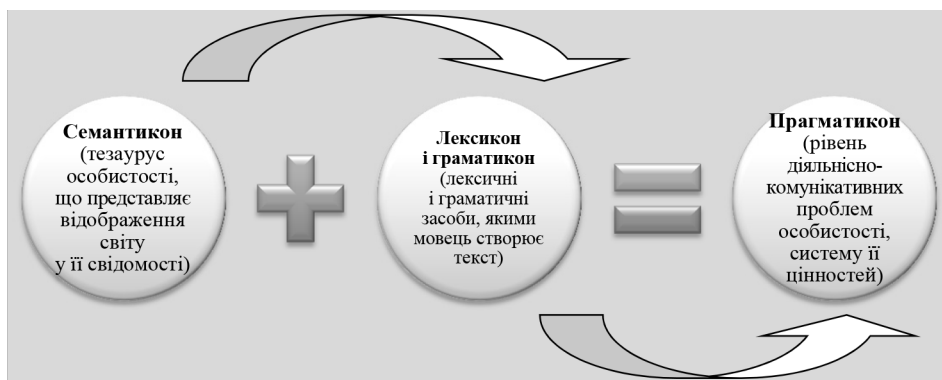 Семантикон
(тезаурус
особистості,
що представляє
відображення
світу
у її свідомості)
Лексикон
і граматикон
(лексичні
і граматичні
засоби, якими
мовець створює
текст)
Прагматикон
(рівень
діяльнісно-
комунікативних
проблем
особистості,
систему її
цінностей)